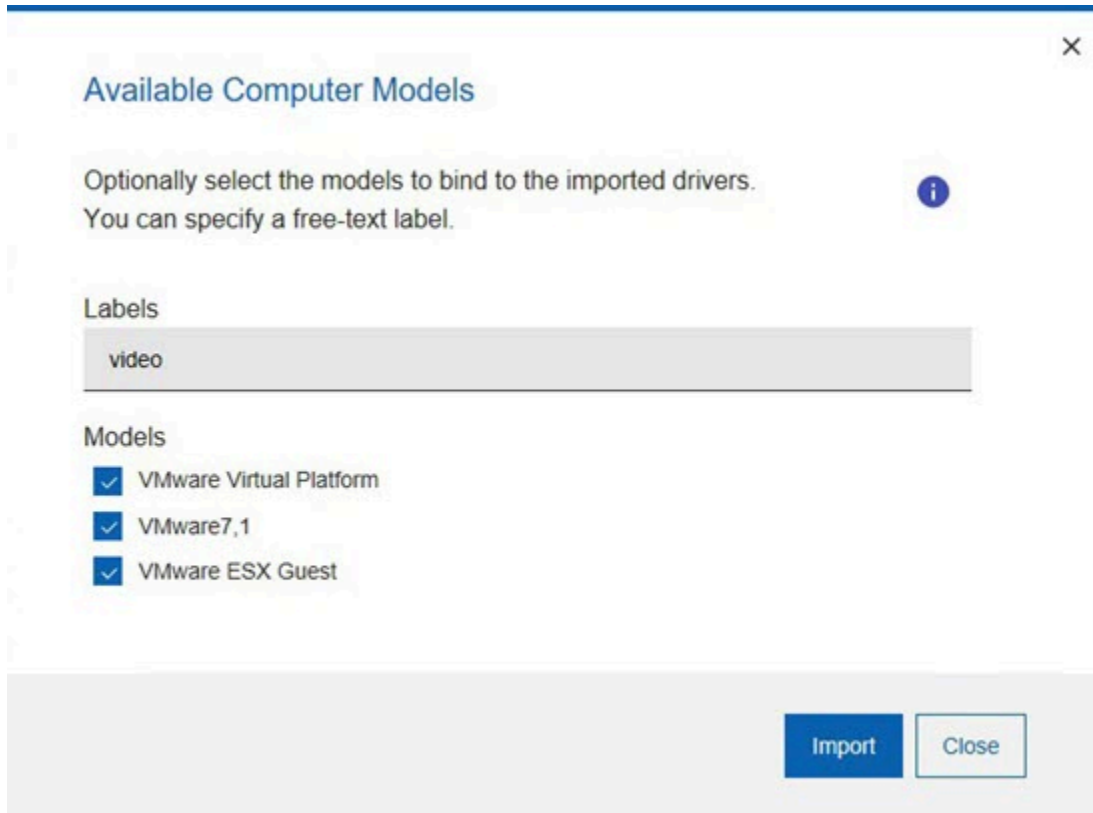 Available Computer Models
Optionally select the models to bind to the imported drivers.
You can specify a free-text label.
Labels
video
Models
VMware Virtual Platform
VMware7,1
VMware ESX Guest
Import
Close